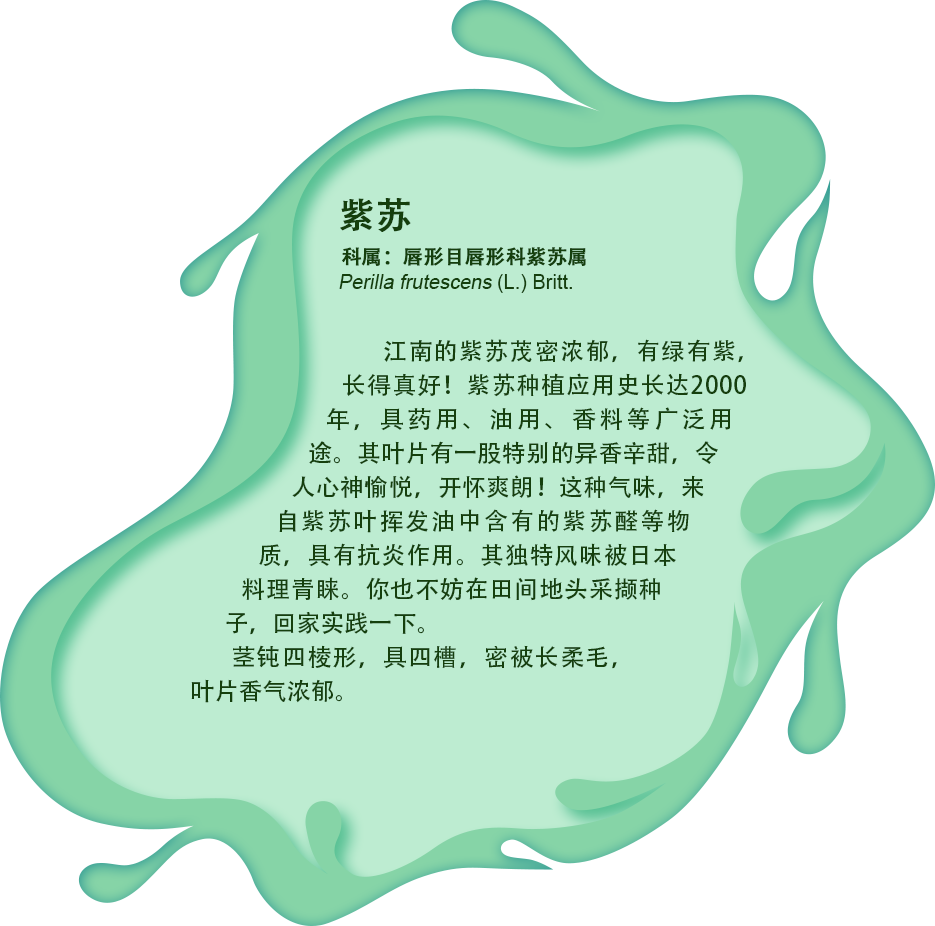 紫苏
科属：唇形目唇形科紫苏属
Perilla frutescens (L.) Britt.
江南的紫苏茂密浓郁，有绿有紫，
长得真好！紫苏种植应用史长达2000
年，具药用、油用、香料等广泛用
途。其叶片有一股特别的异香辛甜，令
人心神愉悦，开怀爽朗！这种气味，来
自紫苏叶挥发油中含有的紫苏醛等物
质，具有抗炎作用。其独特风味被日本
料理青睐。你也不妨在田间地头采撷种
子，回家实践一下。
茎钝四棱形，具四槽，密被长柔毛，
叶片香气浓郁。